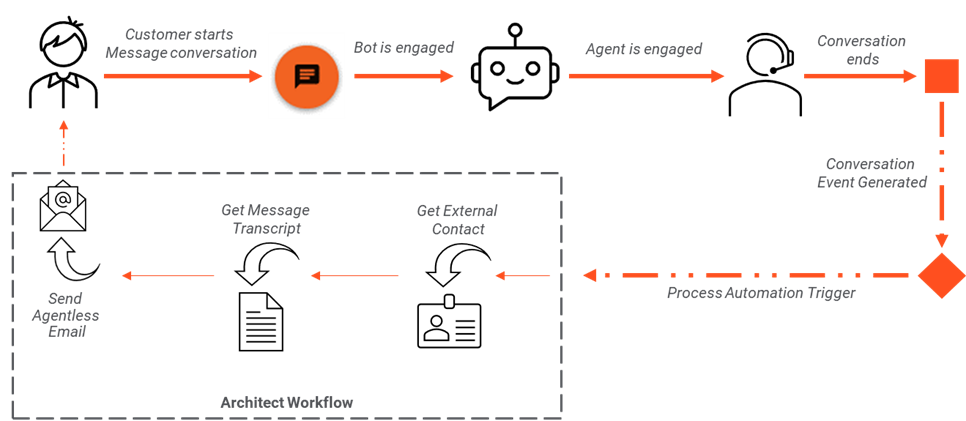 Customer starts
Message conversation
Bot is engaged
Agent is engaged
Conversation
ends
Conversation
Event Generated
Process Automation Trigger
Get External
Contact
Get Message
Transcript
@
Send
Agentless
Email
Architect Workflow